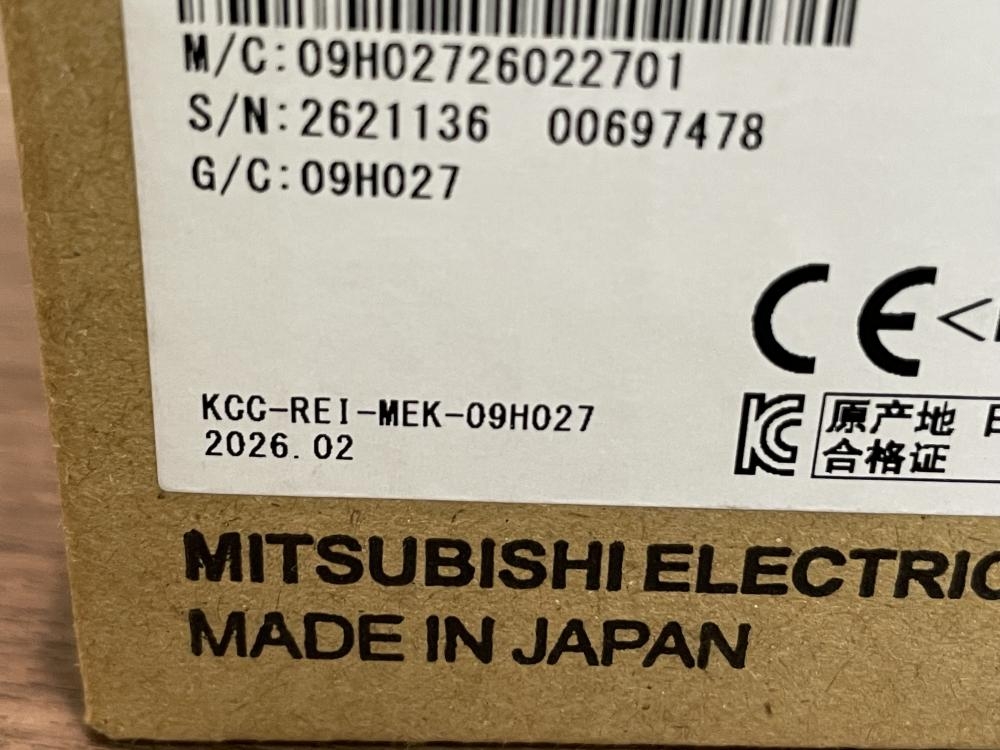 M/C:09H02726022701
S/N:2621136 00697478
G/C:09H027
CE
KCC-REI-MEK-09H027
2026.02
原产地
合格证
MITSUBISHI ELECTRIC
MADE IN JAPAN